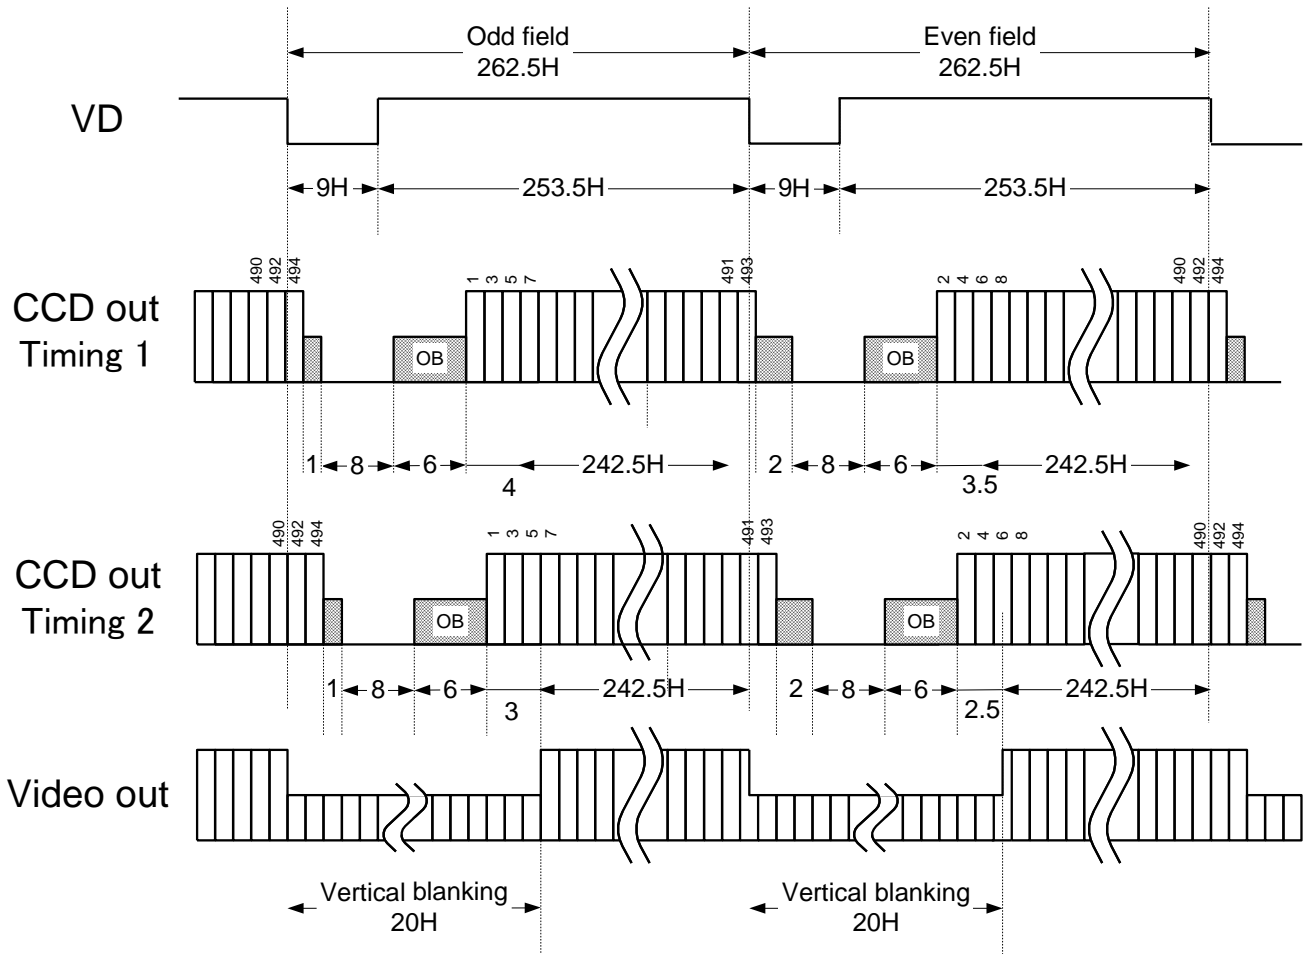 Odd field
262.5H
Even field
262.5H
VD
9H
253.5H
9H
253.5H
490
492
494
1
3
5
7
491
493
2
4
6
8
490
492
494
CCD out
Timing 1
OB
OB
1
8
6
4
242.5H
2
8
6
3.5
242.5H
490
492
494
1
3
5
7
491
493
2
4
6
8
490
492
494
CCD out
Timing 2
OB
OB
1
8
6
3
242.5H
2
8
6
2.5
242.5H
Video out
Vertical blanking
20H
Vertical blanking
20H